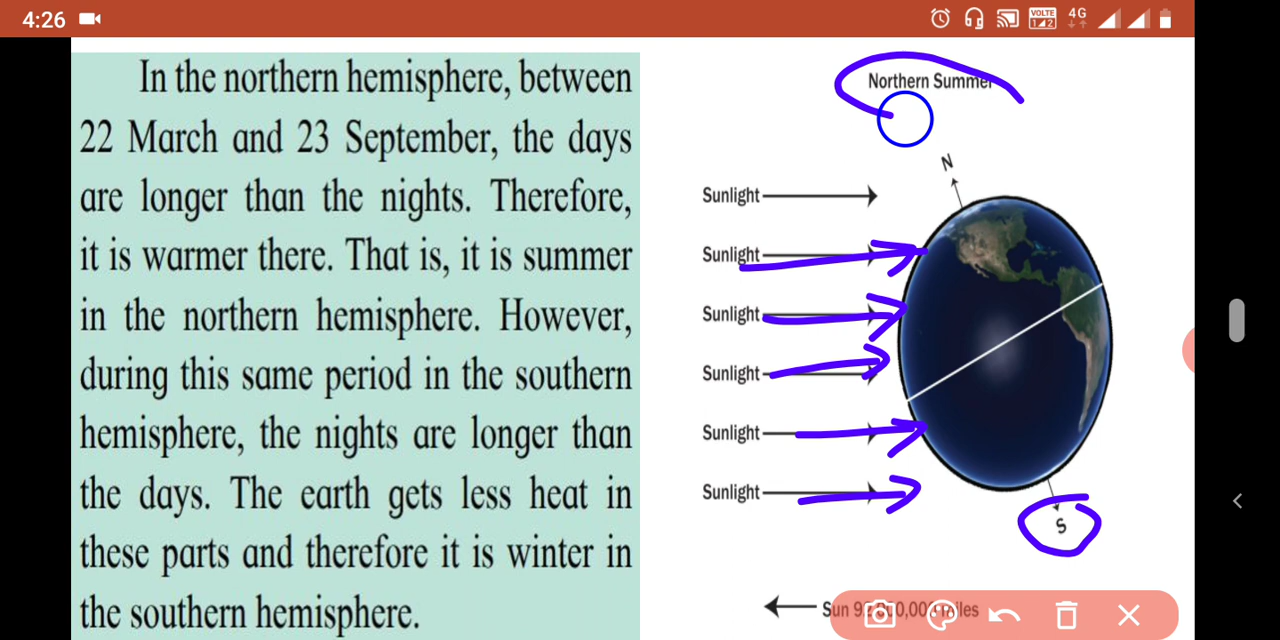 4:26
VOLTE
1 2
4G
In the northern hemisphere, between
22 March and 23 September, the days
are longer than the nights. Therefore,
it is warmer there. That is, it is summer
in the northern hemisphere. However,
during this same period in the southern
hemisphere, the nights are longer than
the days. The earth gets less heat in
these parts and therefore it is winter in
the southern hemisphere.
Northern Summer
N
Sunlight
Sunlight
Sunlight
Sunlight
Sunlight
Sunlight
S
Sun miles